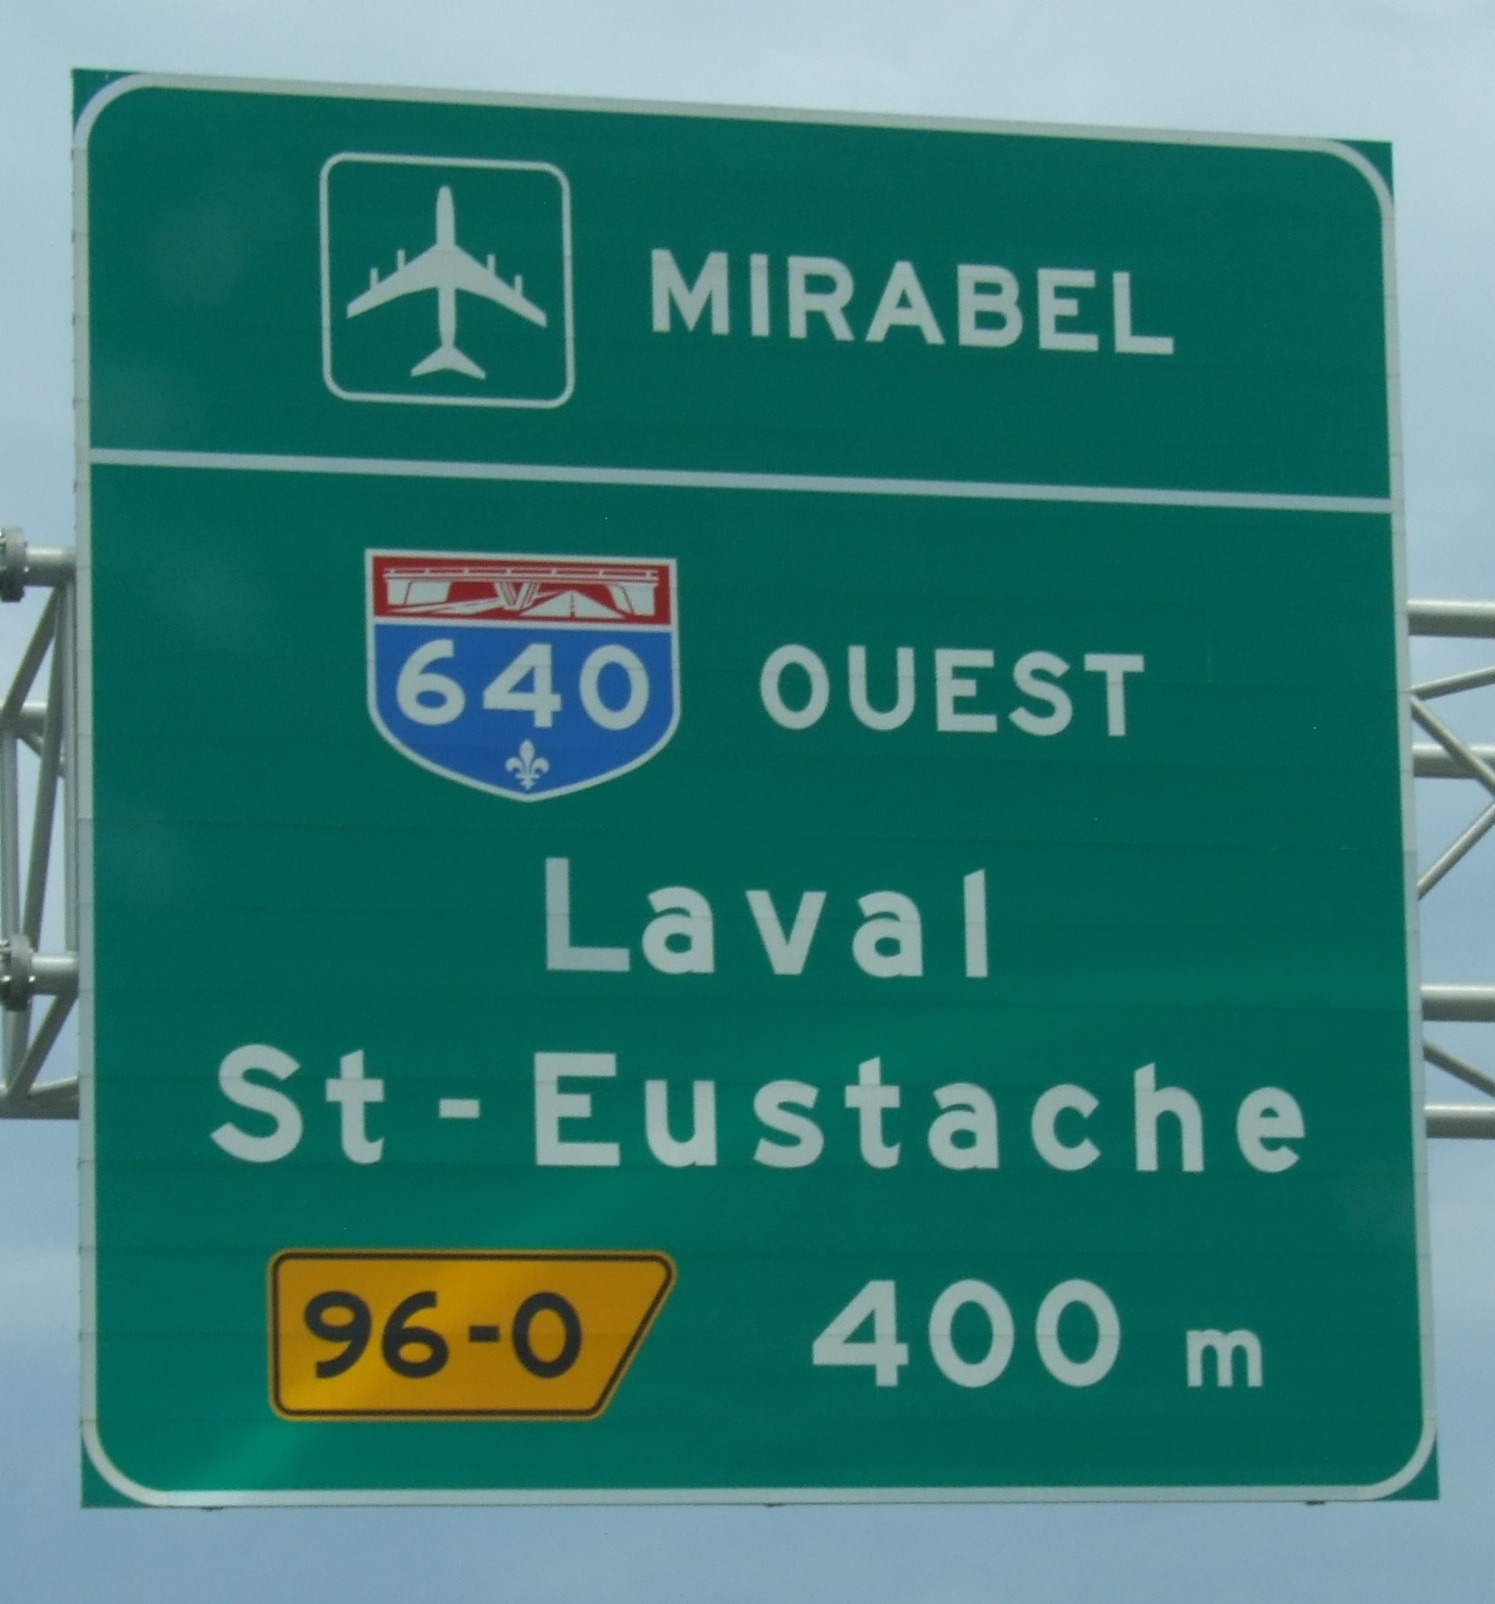 MIRABEL
640 OUEST
Laval
St-Eustache
96-O 400 m